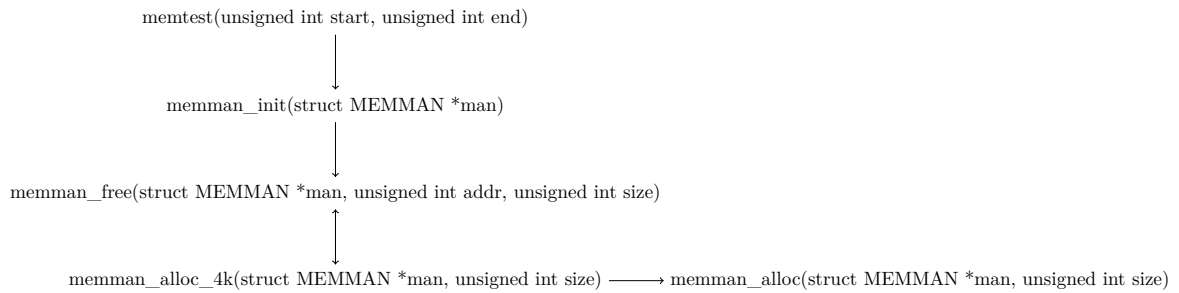 memtest(unsigned int start, unsigned int end)
memman_init(struct MEMMAN *man)
memman_free(struct MEMMAN *man, unsigned int addr, unsigned int size)
memman_alloc_4k(struct MEMMAN *man, unsigned int size)
memman_alloc(struct MEMMAN *man, unsigned int size)